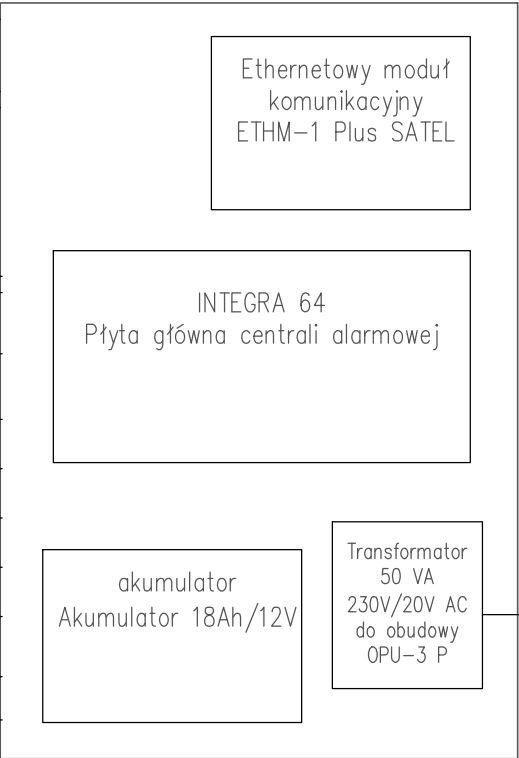 Ethernetowy moduł
komunikacyjny
ETHM-1 Plus SATEL
INTEGRA 64
Płyta główna centrali alarmowej
akumulator
Akumulator 18Ah/12V
Transformator
50 VA
230V/20V AC
do obudowy
OPU-3 P